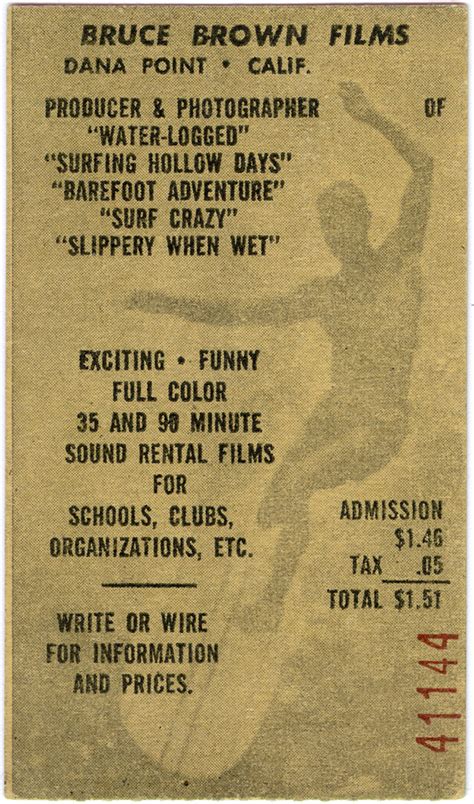 BRUCE BROWN FILMS
DANA POINT • CALIF.
PRODUCER & PHOTOGRAPHER OF
"WATER-LOGGED"
"SURFING HOLLOW DAYS"
"BAREFOOT ADVENTURE"
"SURF CRAZY"
"SLIPPERY WHEN WET"
EXCITING • FUNNY
FULL COLOR
35 AND 90 MINUTE
SOUND RENTAL FILMS
FOR
SCHOOLS, CLUBS,
ORGANIZATIONS, ETC.
WRITE OR WIRE
FOR INFORMATION
AND PRICES.
ADMISSION
$1.46
TAX .05
TOTAL $1.51
41144